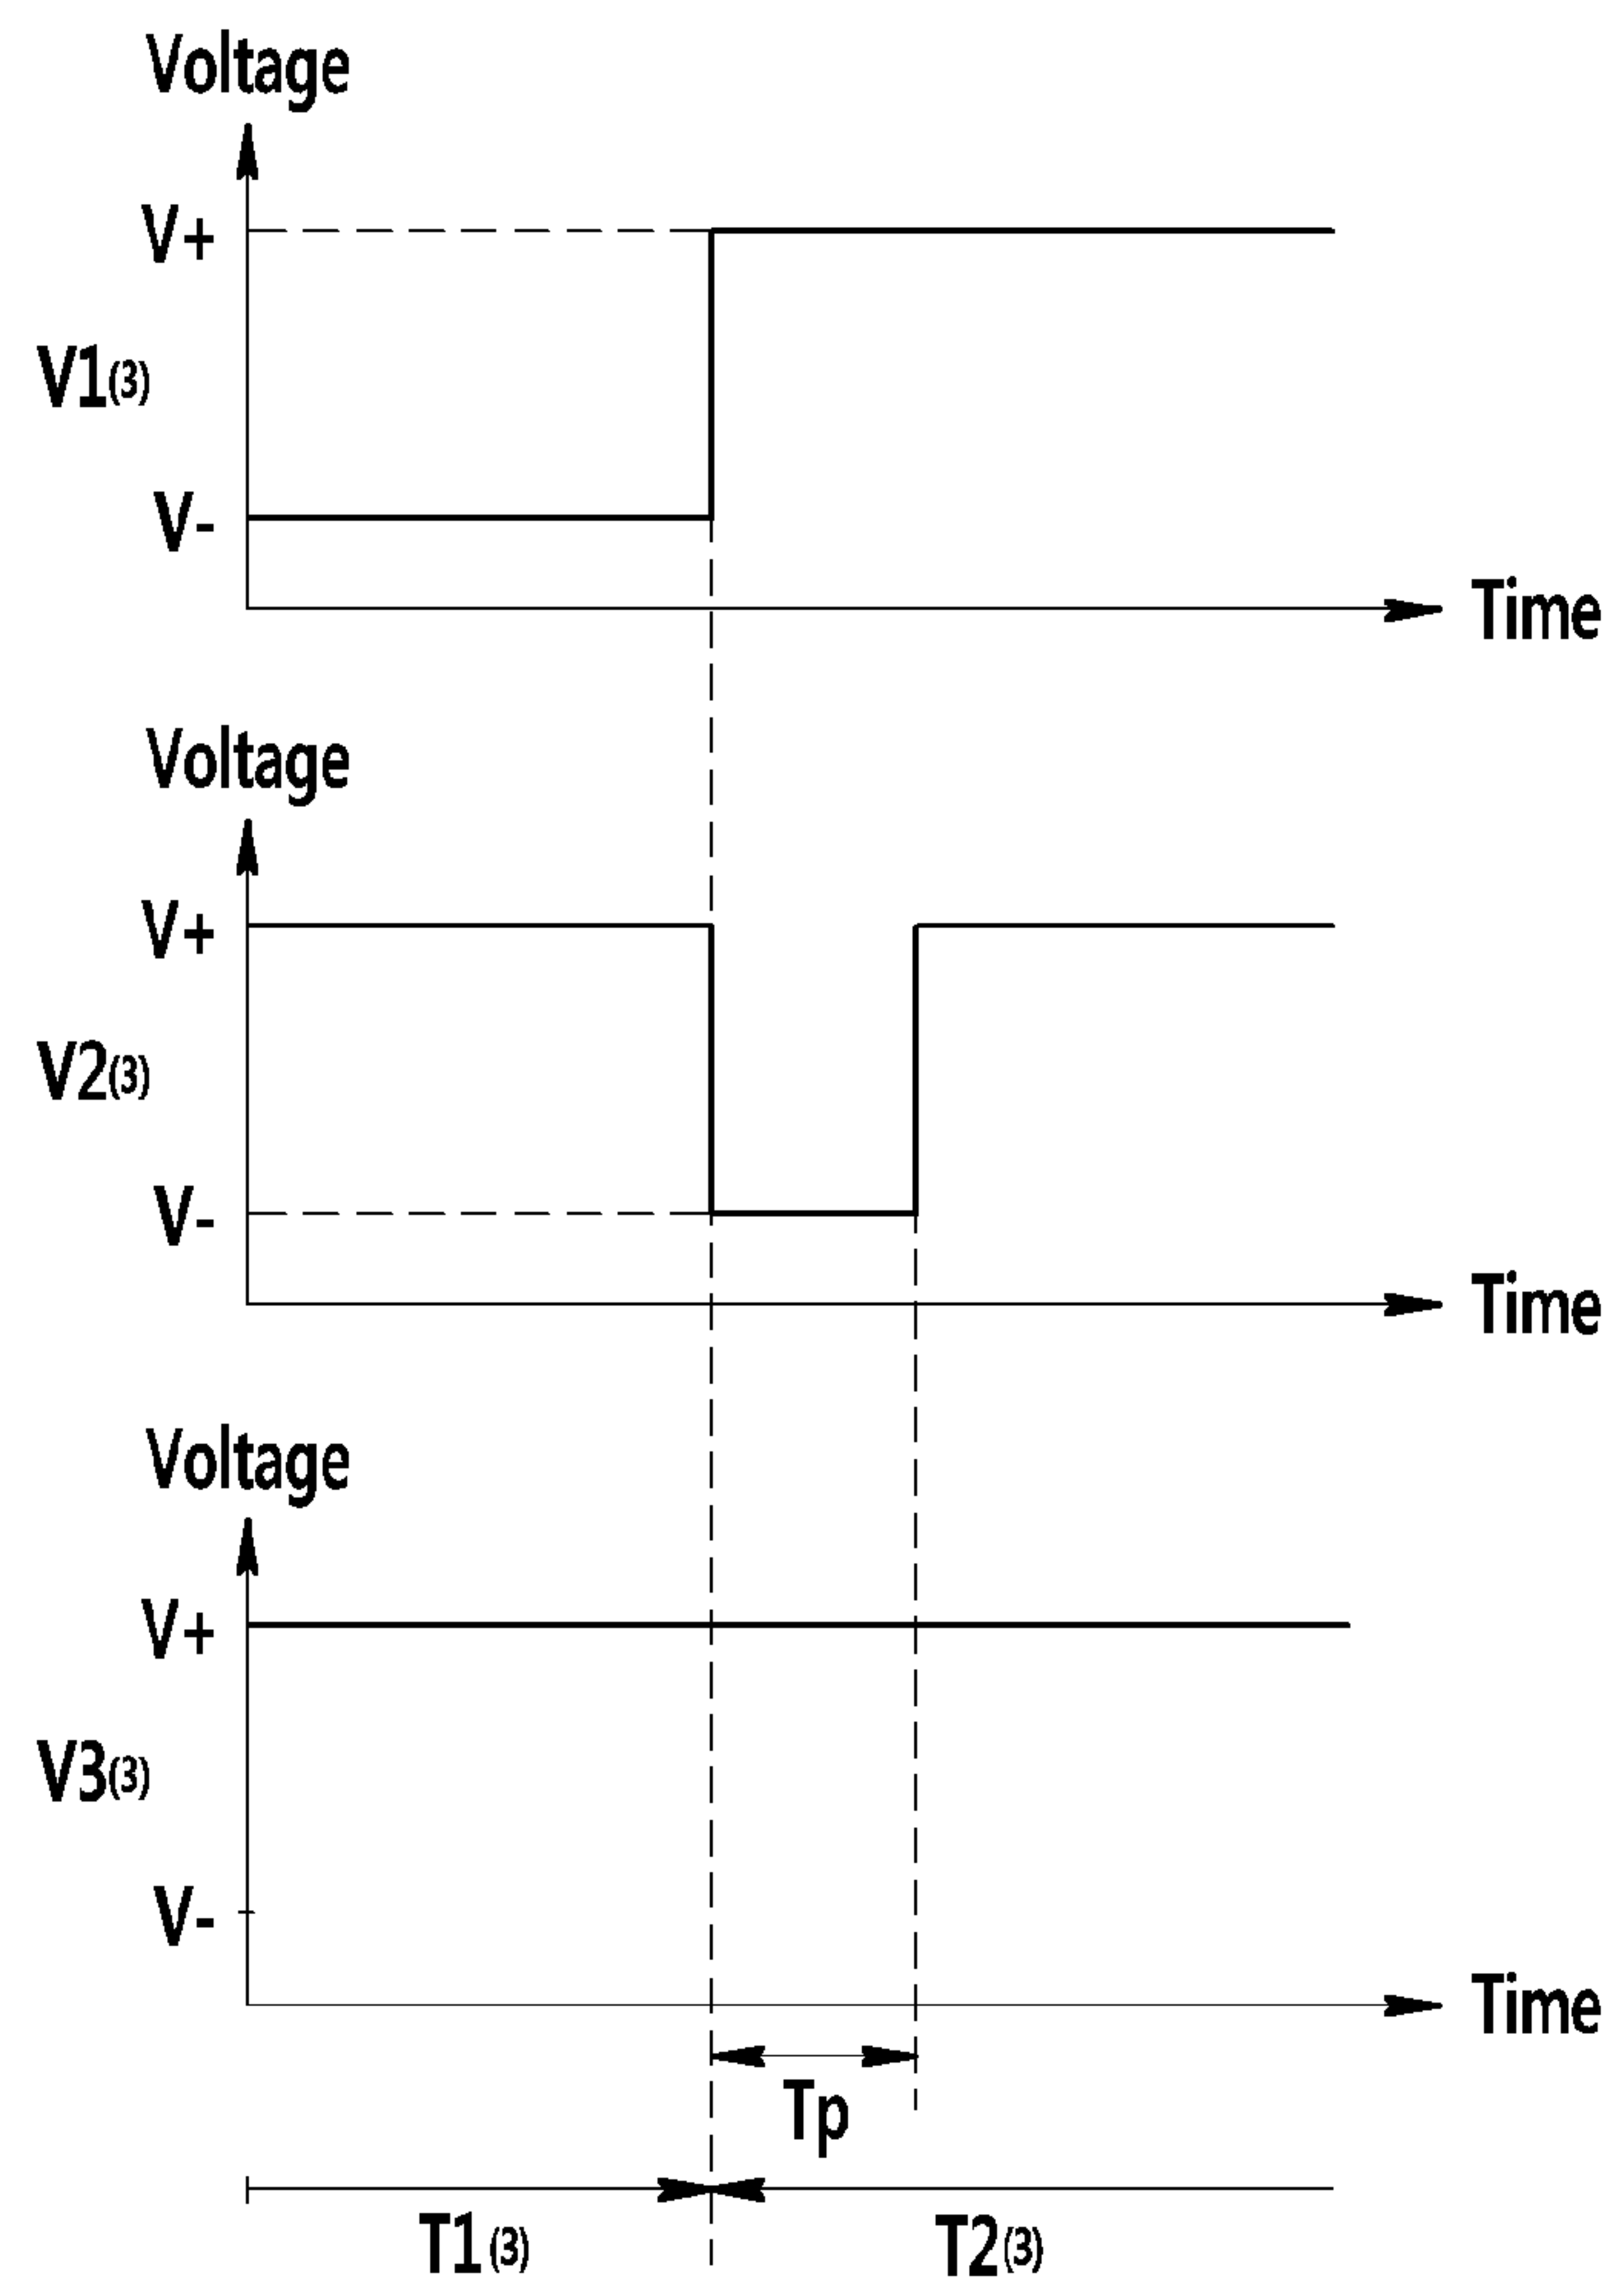 Voltage
V+
V1(3)
V-
Time
Voltage
V+
V2(3)
V-
Time
Voltage
V+
V3(3)
V-
Time
Tp
T1(3) T2(3)